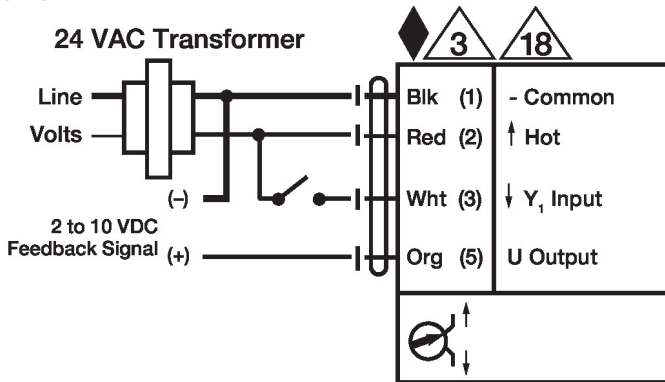 24 VAC Transformer
3 18
Line
Volts
Blk (1) - Common
Red (2) Hot
(–)
Wht (3) Y1 Input
2 to 10 VDC
Feedback Signal (+)
Org (5) U Output